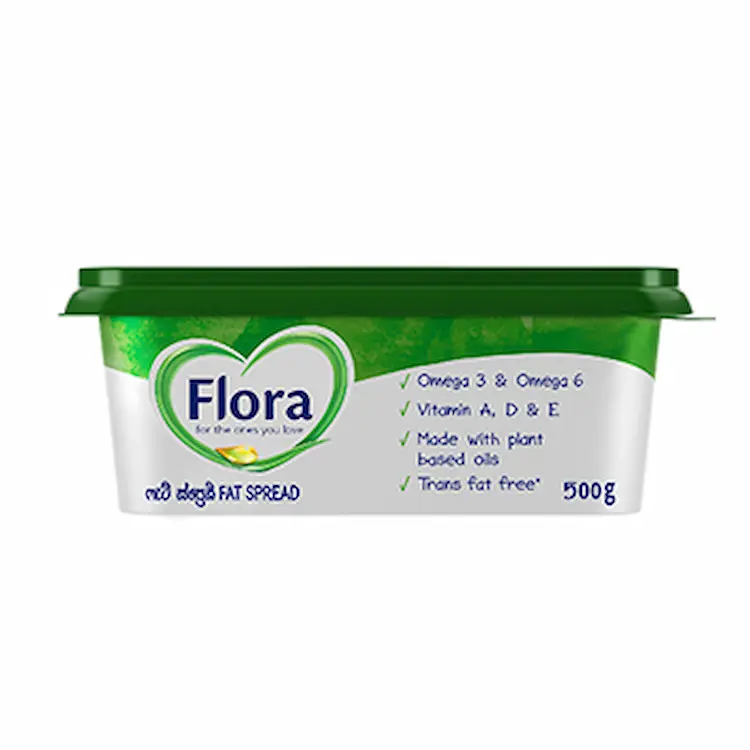 Flora
for the ones you love
ෆැට් ස්ප්‍රෙඩ් FAT SPREAD
✓ Omega 3 & Omega 6
✓ Vitamin A, D & E
✓ Made with plant
based oils
✓ Trans fat free*
500g